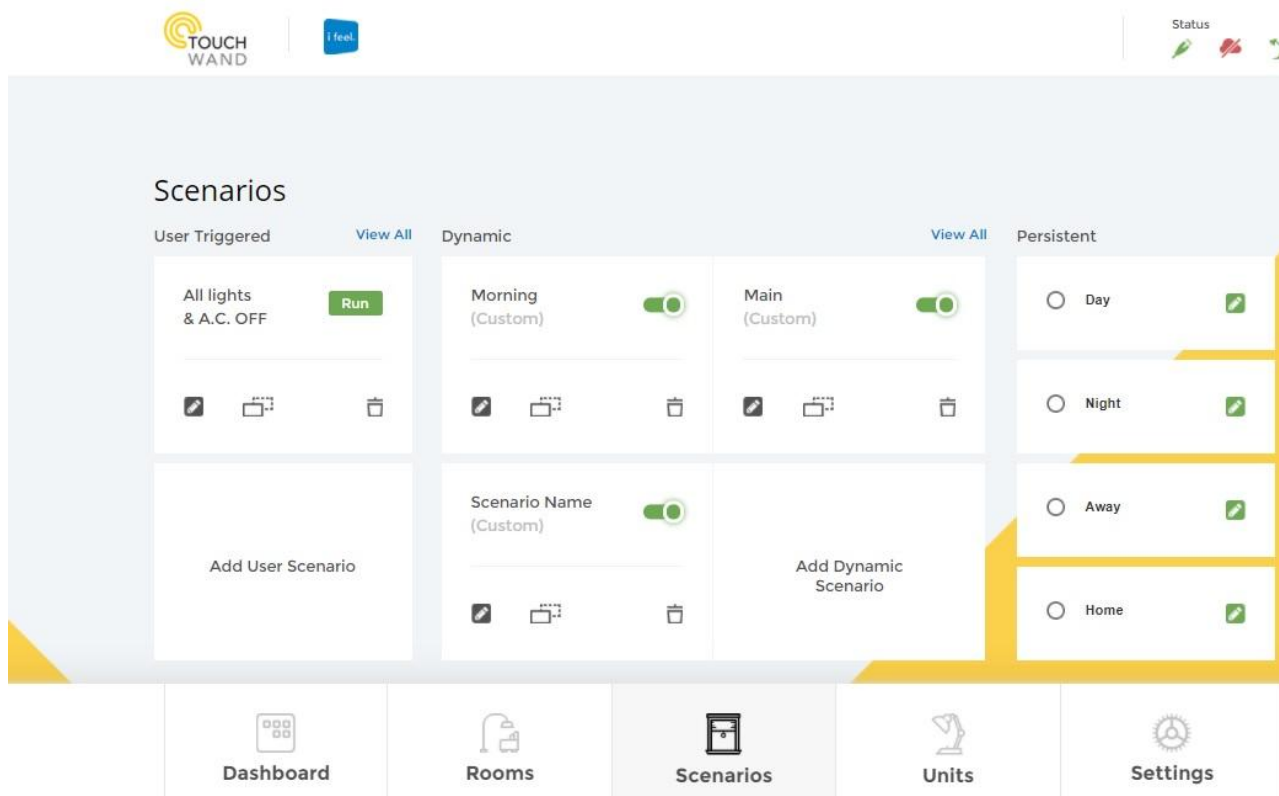 TOUCH
WAND
i feel.
Status
Scenarios
User Triggered
View All
Dynamic
View All
Persistent
All lights
& A.C. OFF
Run
Morning
(Custom)
Main
(Custom)
Day
Night
Add User Scenario
Scenario Name
(Custom)
Add Dynamic
Scenario
Away
Home
Dashboard
Rooms
Scenarios
Units
Settings